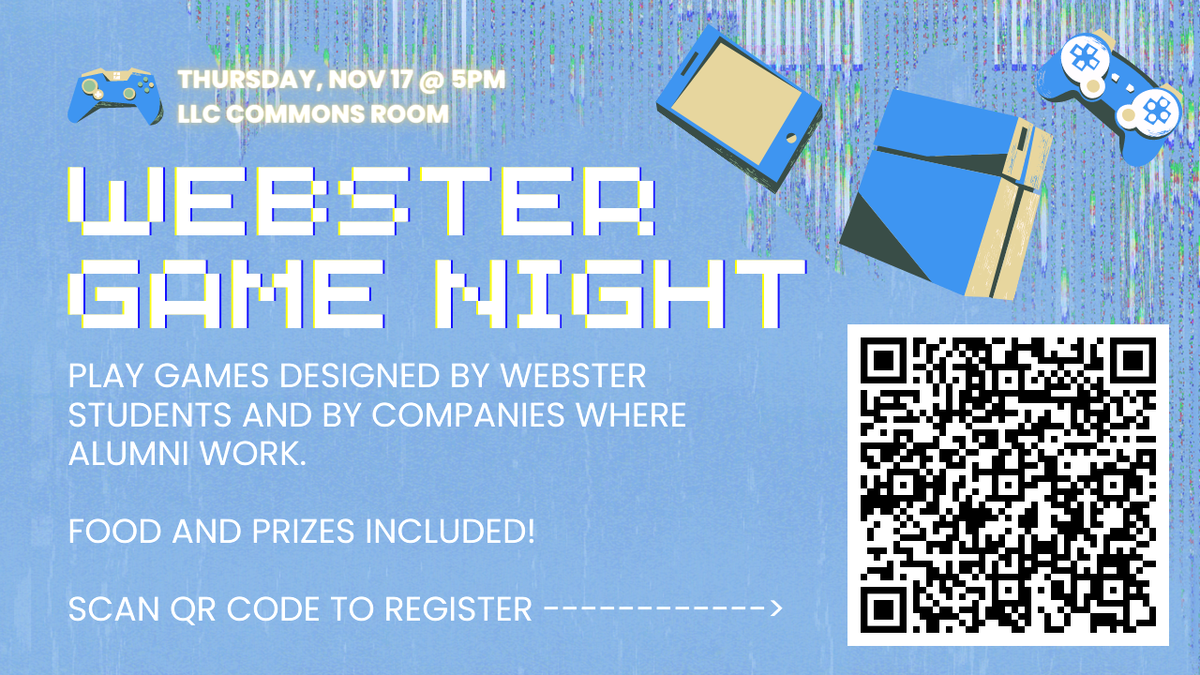 THURSDAY, NOV 17 @ 5PM
LLC COMMONS ROOM
WEBSTER
GAME NIGHT
PLAY GAMES DESIGNED BY WEBSTER
STUDENTS AND BY COMPANIES WHERE
ALUMNI WORK.
FOOD AND PRIZES INCLUDED!
SCAN QR CODE TO REGISTER ------------>